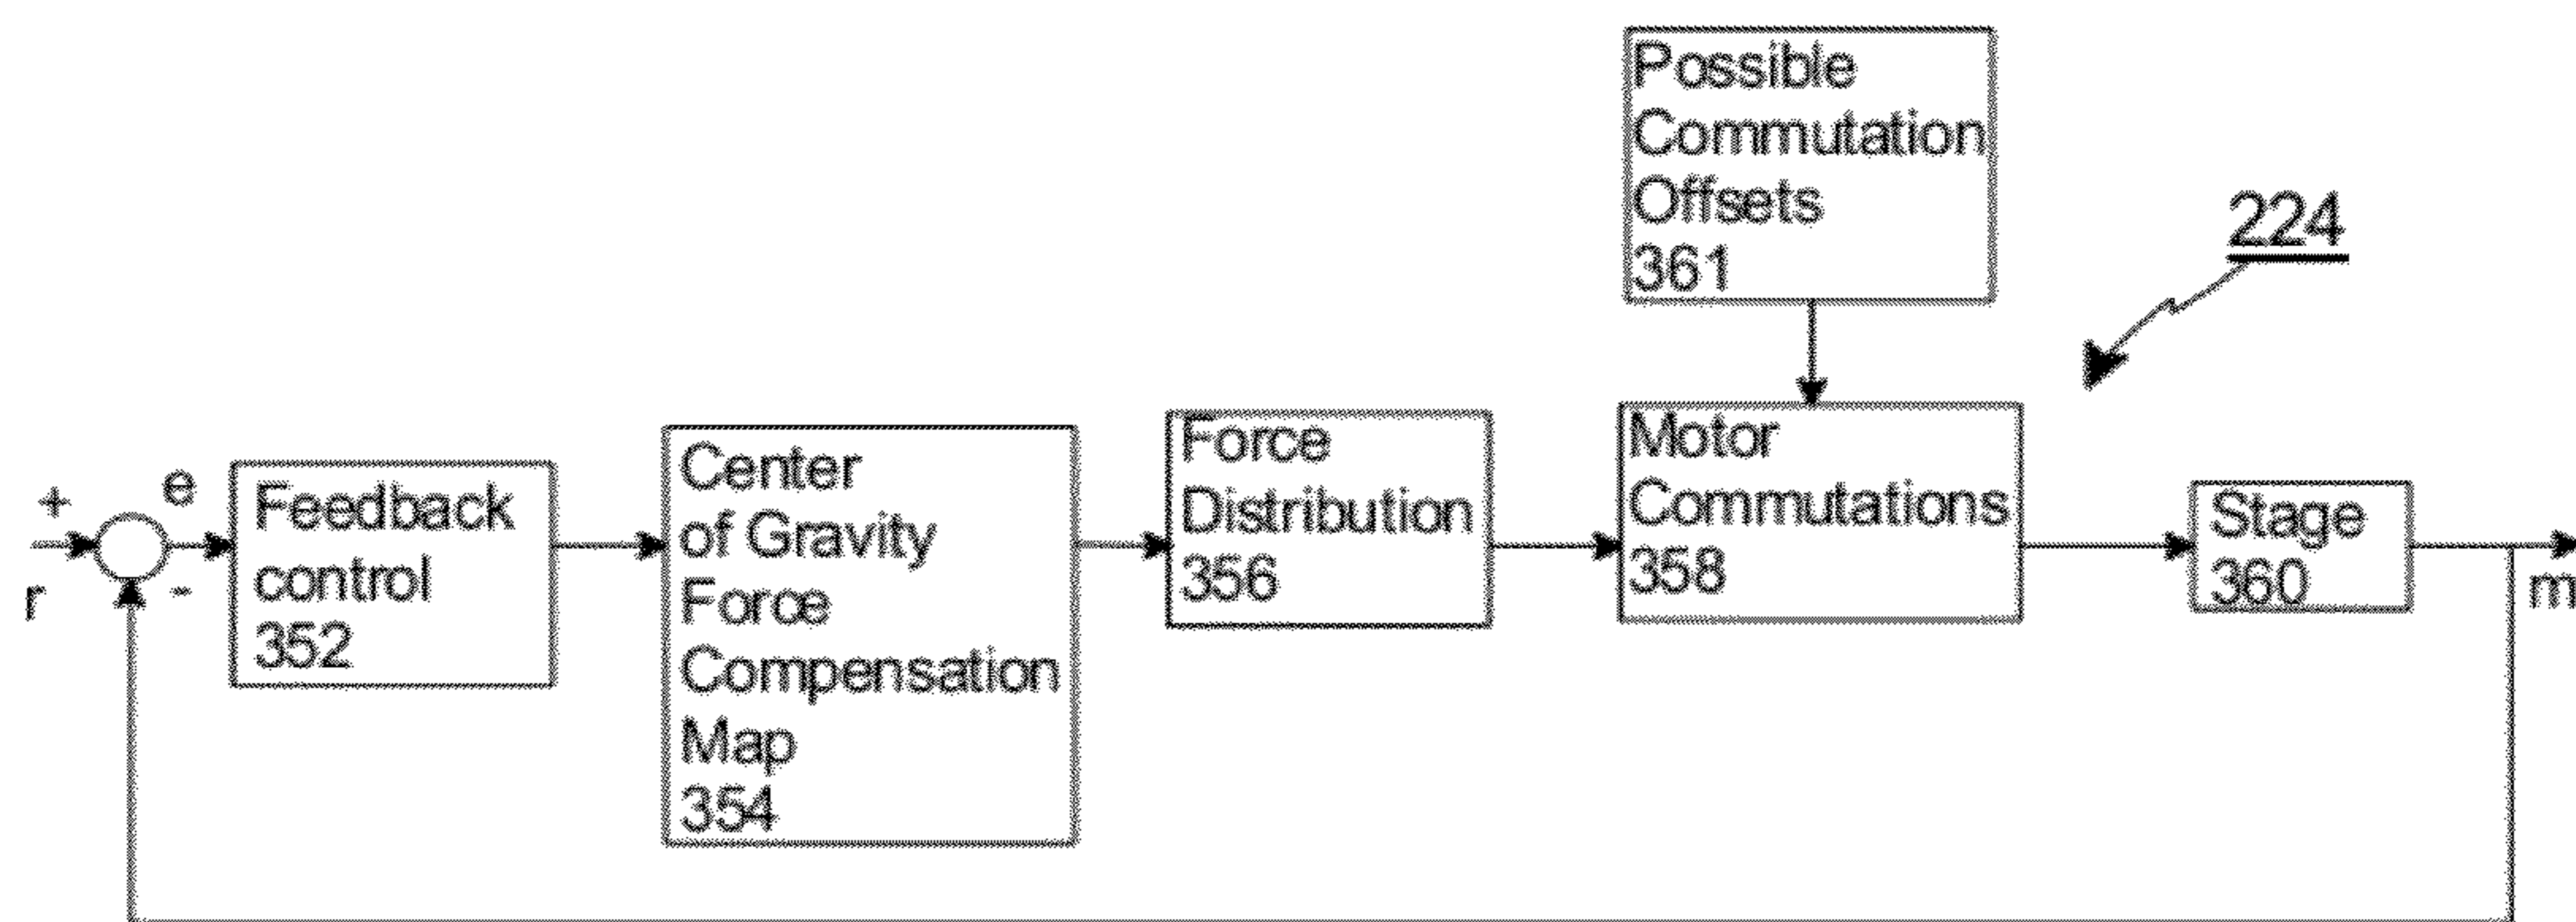 Possible
Commutation
Offsets
361
224
+
e
r
-
Feedback
control
352
Center
of Gravity
Force
Compensation
Map
354
Force
Distribution
356
Motor
Commutations
358
Stage
360
m